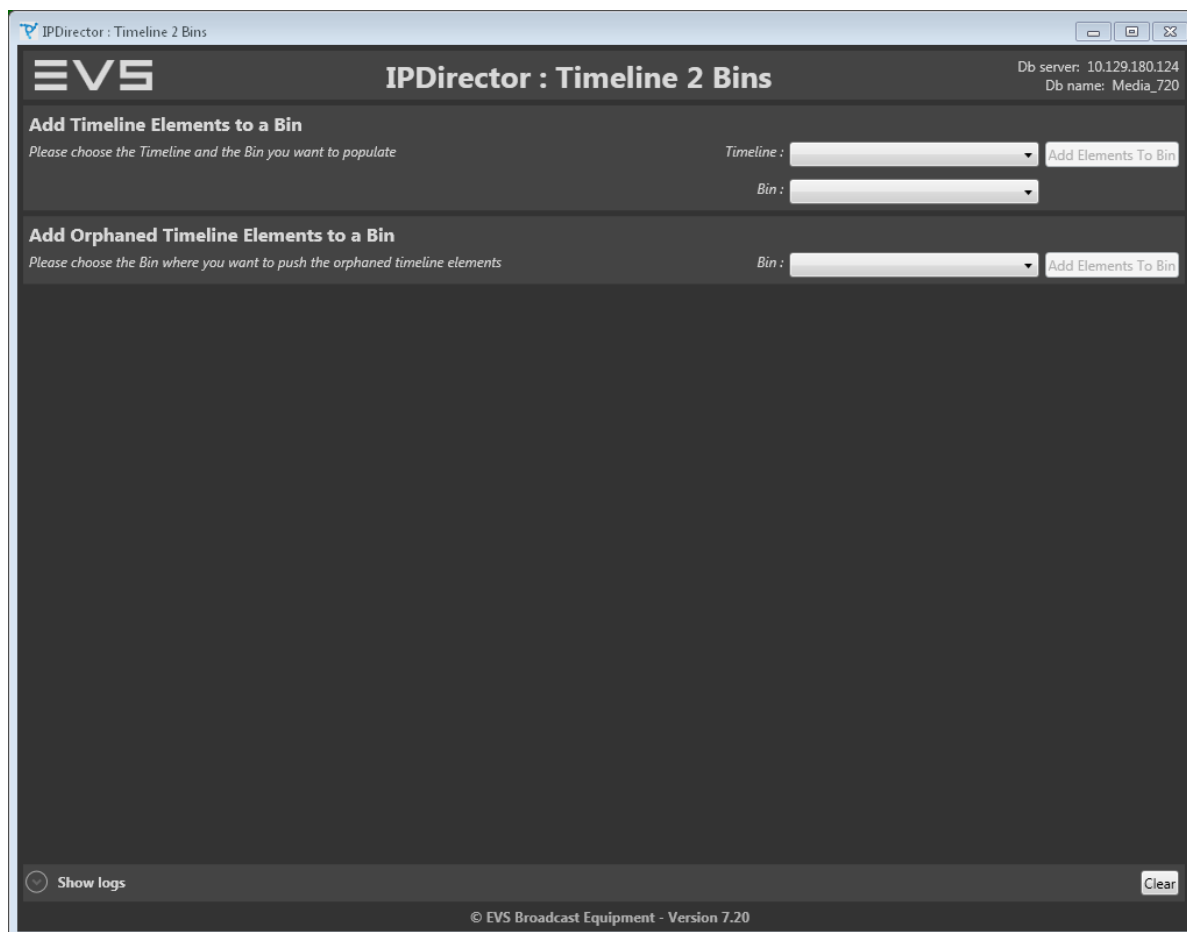 IPDirector : Timeline 2 Bins
EVS
IPDirector : Timeline 2 Bins
Db server: 10.129.180.124
Db name: Media_720
Add Timeline Elements to a Bin
Please choose the Timeline and the Bin you want to populate
Timeline :
Add Elements To Bin
Bin :
Add Orphaned Timeline Elements to a Bin
Please choose the Bin where you want to push the orphaned timeline elements
Bin :
Add Elements To Bin
Show logs
Clear
© EVS Broadcast Equipment - Version 7.20